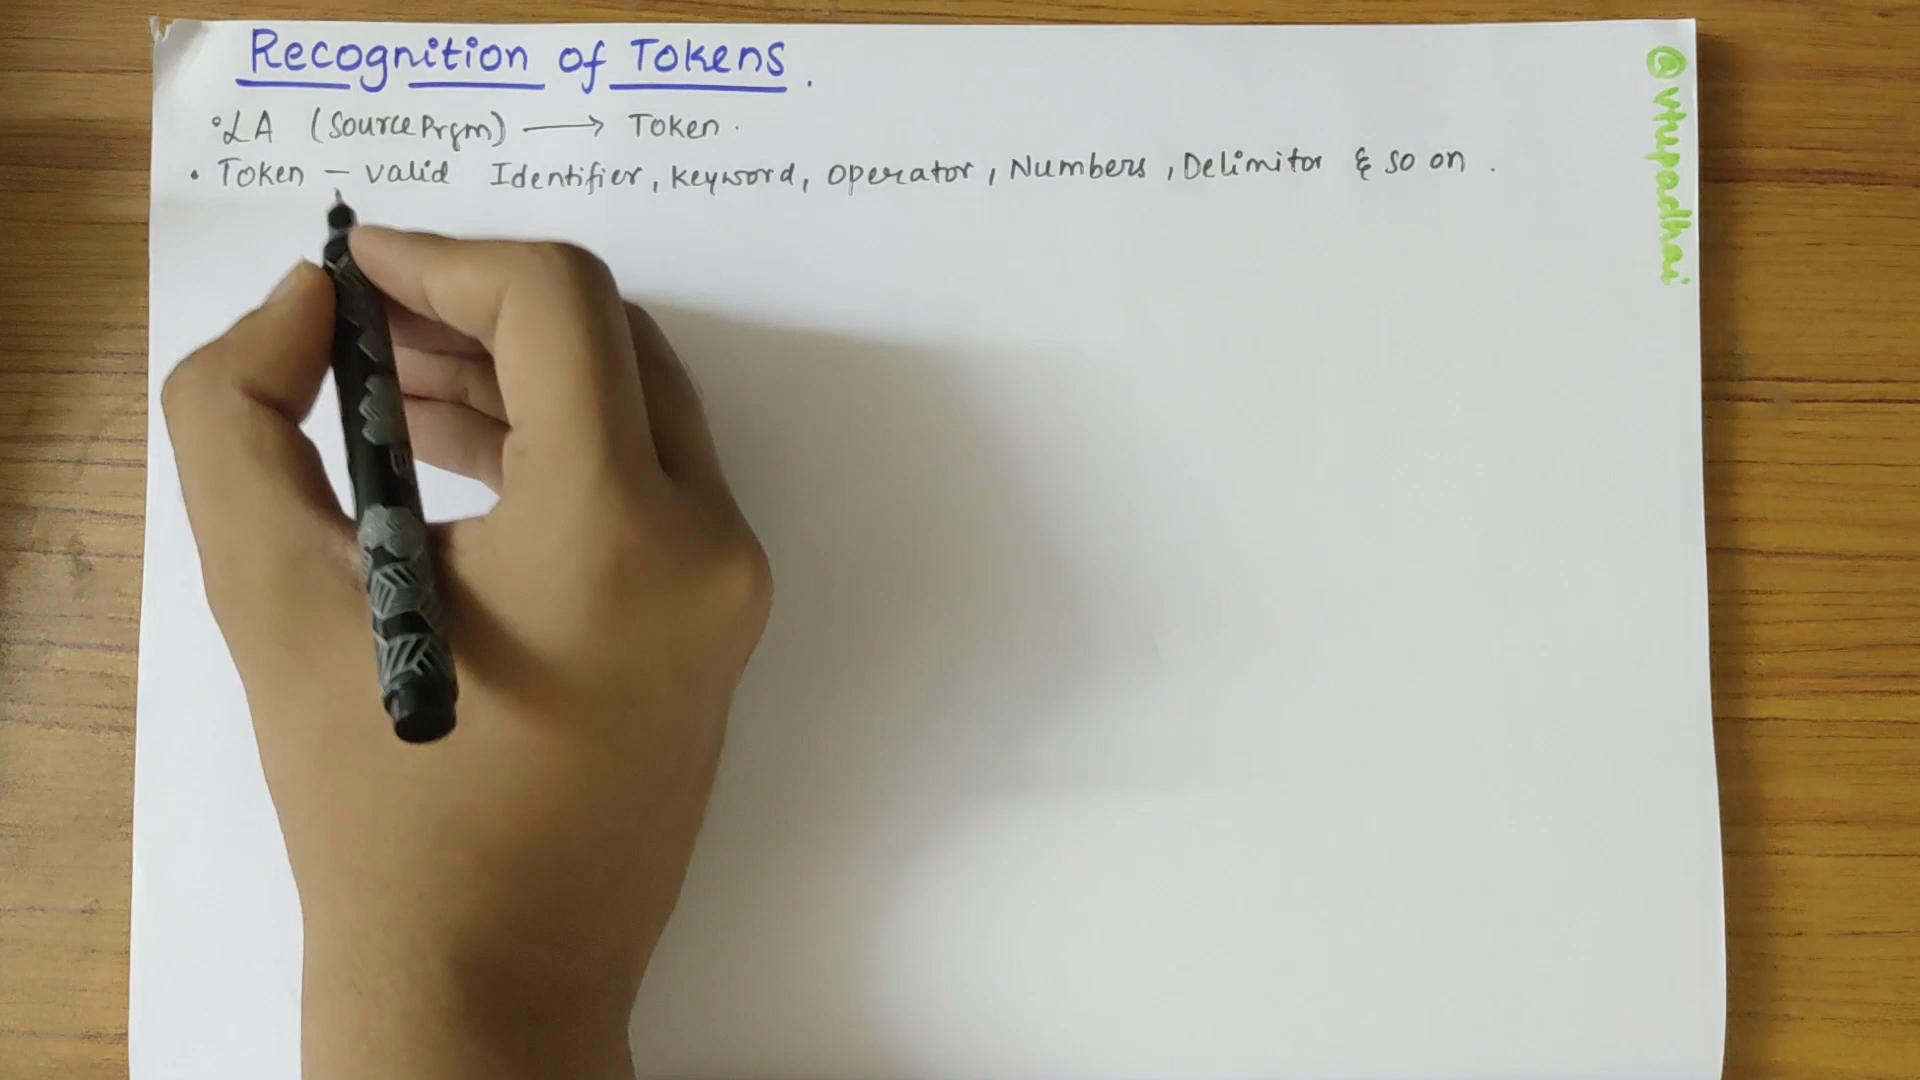 Recognition of Tokens.
• LA (Source Prgm) ⟶ Token.
• Token – valid Identifier, keyword, operator, Numbers, Delimitor & so on.
@vtupadhai